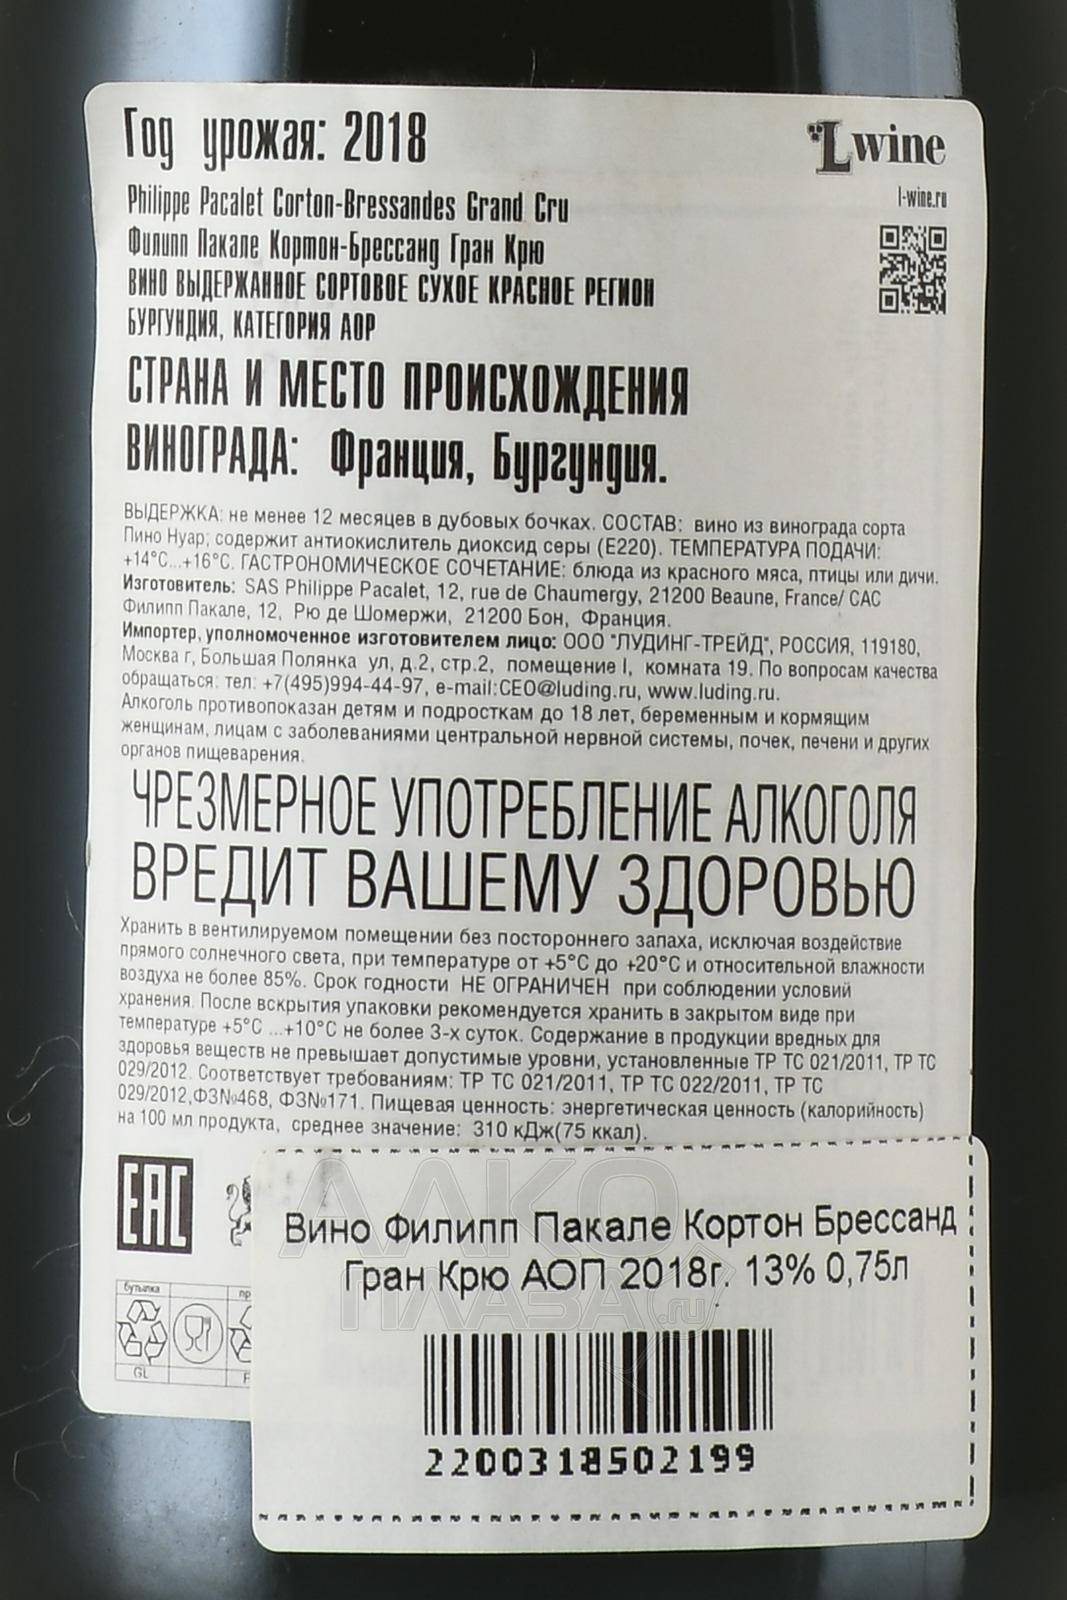 Год урожая: 2018
L wine
l-wine.ru
Philippe Pacalet Corton-Bressandes Grand Cru
Филипп Пакале Кортон-Брессанд Гран Крю
ВИНО ВЫДЕРЖАННОЕ СОРТОВОЕ СУХОЕ КРАСНОЕ РЕГИОН
БУРГУНДИЯ, КАТЕГОРИЯ АОР
СТРАНА И МЕСТО ПРОИСХОЖДЕНИЯ
ВИНОГРАДА: Франция, Бургундия.
ВЫДЕРЖКА: не менее 12 месяцев в дубовых бочках. СОСТАВ: вино из винограда сорта
Пино Нуар; содержит антиокислитель диоксид серы (Е220). ТЕМПЕРАТУРА ПОДАЧИ:
+14°С...+16°С. ГАСТРОНОМИЧЕСКОЕ СОЧЕТАНИЕ: блюда из красного мяса, птицы или дичи.
Изготовитель: SAS Philippe Pacalet, 12, rue de Chaumergy, 21200 Beaune, France/ САС
Филипп Пакале, 12, Рю де Шомержи, 21200 Бон, Франция.
Импортер, уполномоченное изготовителем лицо: ООО "ЛУДИНГ-ТРЕЙД", РОССИЯ, 119180,
Москва г, Большая Полянка ул, д.2, стр.2, помещение I, комната 19. По вопросам качества
обращаться: тел: +7(495)994-44-97, e-mail:CEO@luding.ru, www.luding.ru.
Алкоголь противопоказан детям и подросткам до 18 лет, беременным и кормящим
женщинам, лицам с заболеваниями центральной нервной системы, почек, печени и других
органов пищеварения.
ЧРЕЗМЕРНОЕ УПОТРЕБЛЕНИЕ АЛКОГОЛЯ
ВРЕДИТ ВАШЕМУ ЗДОРОВЬЮ
Хранить в вентилируемом помещении без постороннего запаха, исключая воздействие
прямого солнечного света, при температуре от +5°С до +20°С и относительной влажности
воздуха не более 85%. Срок годности НЕ ОГРАНИЧЕН при соблюдении условий
хранения. После вскрытия упаковки рекомендуется хранить в закрытом виде при
температуре +5°С ...+10°С не более 3-х суток. Содержание в продукции вредных для
здоровья веществ не превышает допустимые уровни, установленные ТР ТС 021/2011, ТР ТС
029/2012. Соответствует требованиям: ТР ТС 021/2011, ТР ТС 022/2011, ТР ТС
029/2012,ФЗ№468, ФЗ№171. Пищевая ценность: энергетическая ценность (калорийность)
на 100 мл продукта, среднее значение: 310 кДж(75 ккал).
ЕАС
бутылка
GL
АЛКО
ПЛАЗА.ru
Вино Филипп Пакале Кортон Брессанд
Гран Крю АОП 2018г. 13% 0,75л
2200318502199